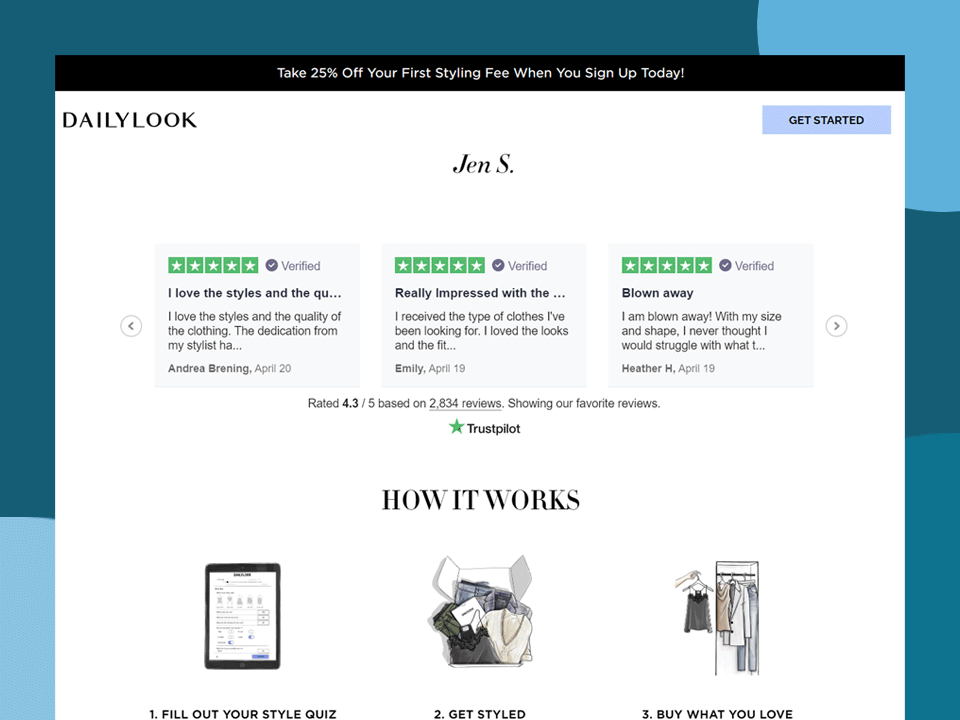 Take 25% Off Your First Styling Fee When You Sign Up Today!
DAILYLOOK
GET STARTED
Jen S.
Verified
I love the styles and the qu...
I love the styles and the quality of
the clothing. The dedication from
my stylist ha...
Andrea Brening, April 20
Verified
Really Impressed with the ...
I received the type of clothes I've
been looking for. I loved the looks
and the fit...
Emily, April 19
Verified
Blown away
I am blown away! With my size
and shape, I never thought I
would struggle with what t...
Heather H, April 19
Rated 4.3 / 5 based on 2,834 reviews. Showing our favorite reviews.
Trustpilot
HOW IT WORKS
DAILYLOOK
1. FILL OUT YOUR STYLE QUIZ
2. GET STYLED
3. BUY WHAT YOU LOVE